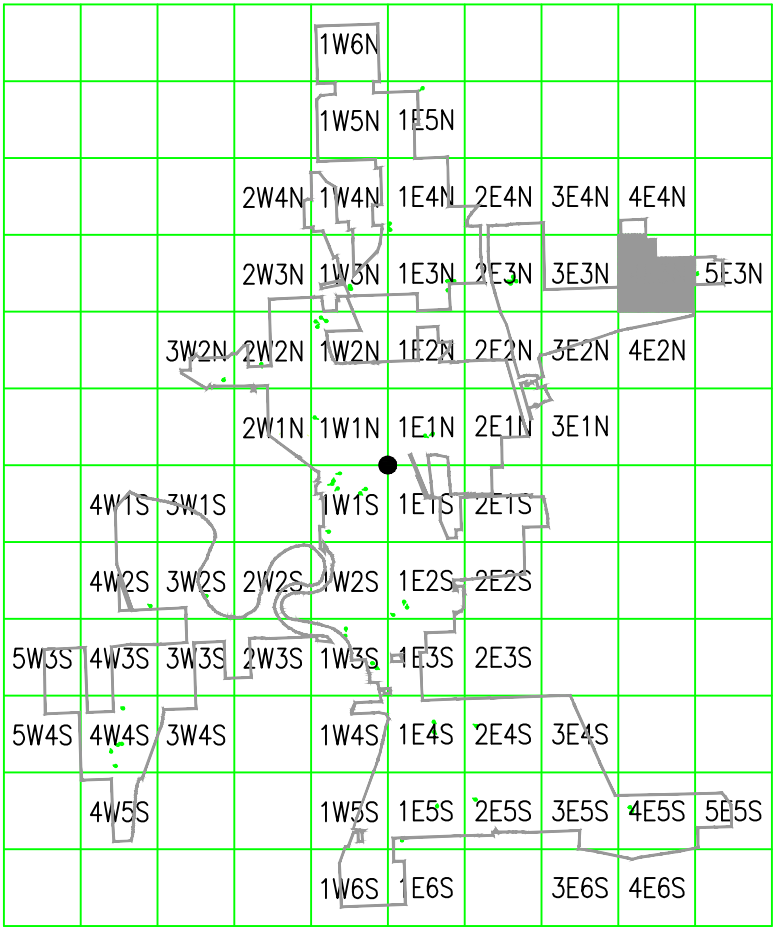 1W6N
1W5N 1E5N
2W4N 1W4N 1E4N 2E4N 3E4N 4E4N
2W3N 1W3N 1E3N 2E3N 3E3N 5E3N
3W2N 2W2N 1W2N 1E2N 2E2N 3E2N 4E2N
2W1N 1W1N 1E1N 2E1N 3E1N
4W1S 3W1S 1W1S 1E1S 2E1S
4W2S 3W2S 2W2S 1W2S 1E2S 2E2S
5W3S 4W3S 3W3S 2W3S 1W3S 1E3S 2E3S
5W4S 4W4S 3W4S 1W4S 1E4S 2E4S 3E4S
4W5S 1W5S 1E5S 2E5S 3E5S 4E5S 5E5S
1W6S 1E6S 3E6S 4E6S